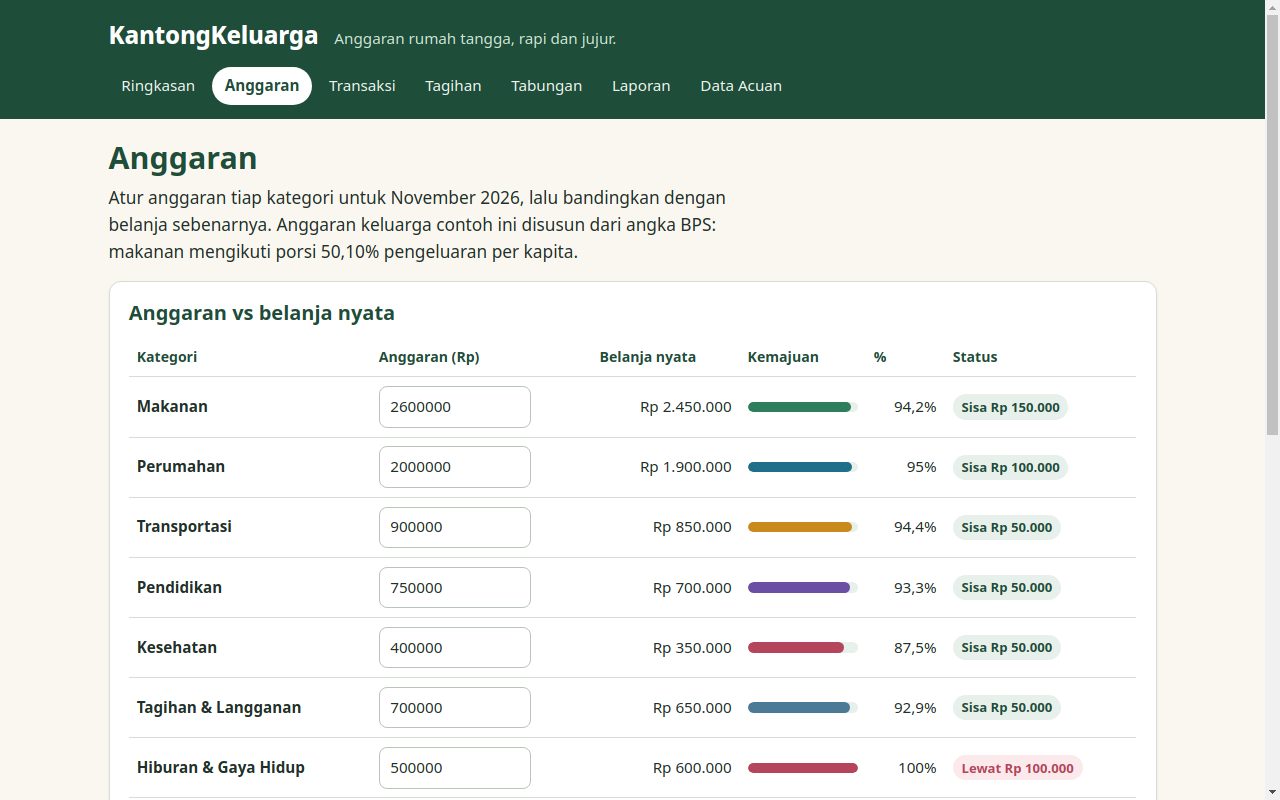 KantongKeluarga Anggaran rumah tangga, rapi dan jujur.
Ringkasan Anggaran Transaksi Tagihan Tabungan Laporan Data Acuan
Anggaran
Atur anggaran tiap kategori untuk November 2026, lalu bandingkan dengan
belanja sebenarnya. Anggaran keluarga contoh ini disusun dari angka BPS:
makanan mengikuti porsi 50,10% pengeluaran per kapita.
Anggaran vs belanja nyata
Kategori Anggaran (Rp) Belanja nyata Kemajuan % Status
Makanan 2600000 Rp 2.450.000 94,2% Sisa Rp 150.000
Perumahan 2000000 Rp 1.900.000 95% Sisa Rp 100.000
Transportasi 900000 Rp 850.000 94,4% Sisa Rp 50.000
Pendidikan 750000 Rp 700.000 93,3% Sisa Rp 50.000
Kesehatan 400000 Rp 350.000 87,5% Sisa Rp 50.000
Tagihan & Langganan 700000 Rp 650.000 92,9% Sisa Rp 50.000
Hiburan & Gaya Hidup 500000 Rp 600.000 100% Lewat Rp 100.000